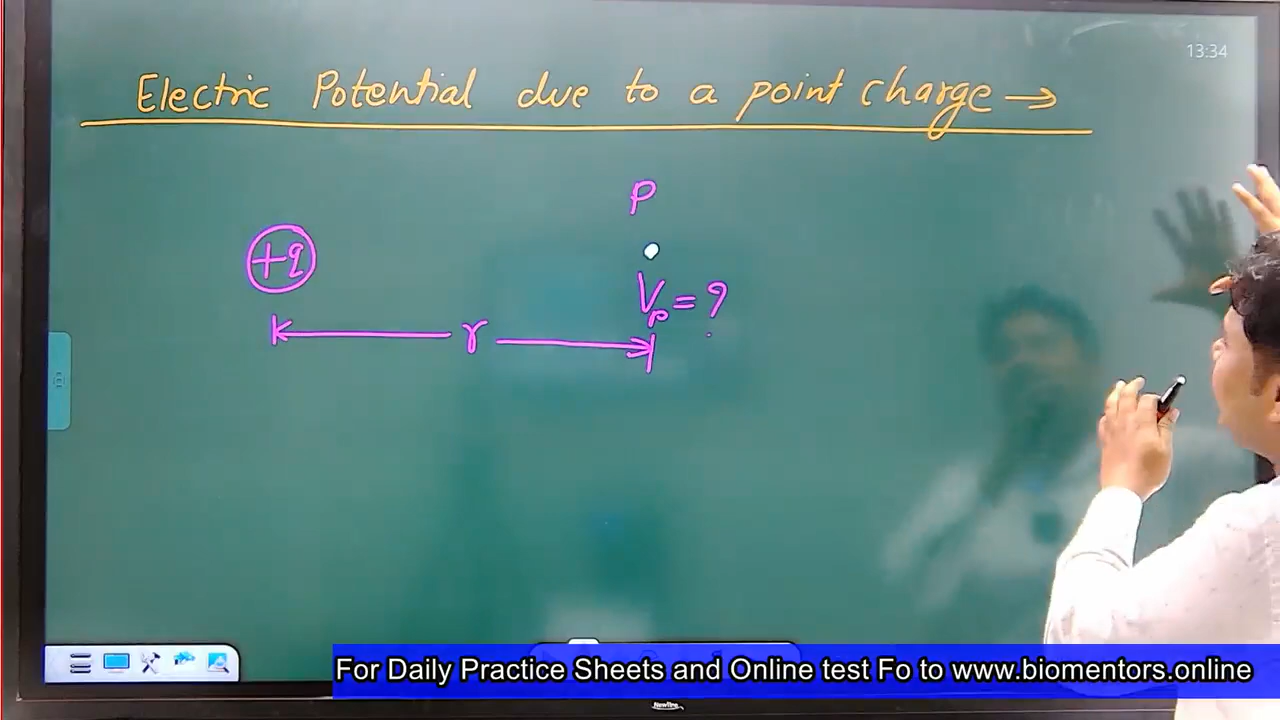 13:34
Electric Potential due to a point charge →
P
+q
Vp = ?
r
For Daily Practice Sheets and Online test Fo to www.biomentors.online
Newline